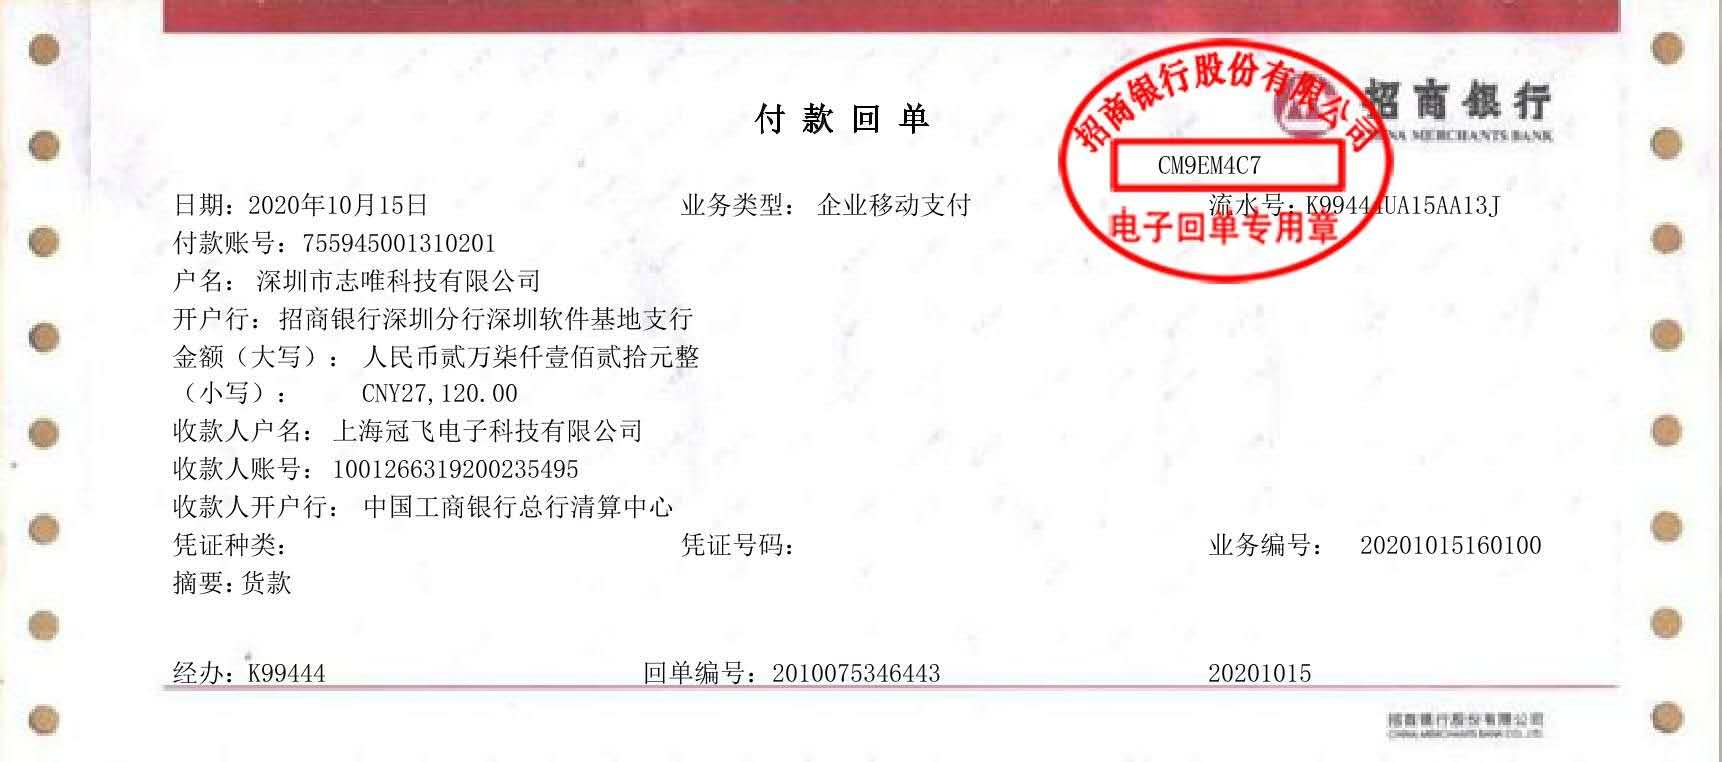 招商银行股份有限公司
招商银行
CHINA MERCHANTS BANK
付款回单
CM9EM4C7
电子回单专用章
日期：2020年10月15日 业务类型： 企业移动支付 流水号：K99444UA15AA13J
付款账号：755945001310201
户名： 深圳市志唯科技有限公司
开户行：招商银行深圳分行深圳软件基地支行
金额（大写）： 人民币贰万柒仟壹佰贰拾元整
（小写）： CNY27,120.00
收款人户名： 上海冠飞电子科技有限公司
收款人账号： 1001266319200235495
收款人开户行： 中国工商银行总行清算中心
凭证种类： 凭证号码： 业务编号： 20201015160100
摘要：货款
经办：K99444 回单编号：2010075346443 20201015
招商银行股份有限公司
CHINA MERCHANTS BANK CO.,LTD.